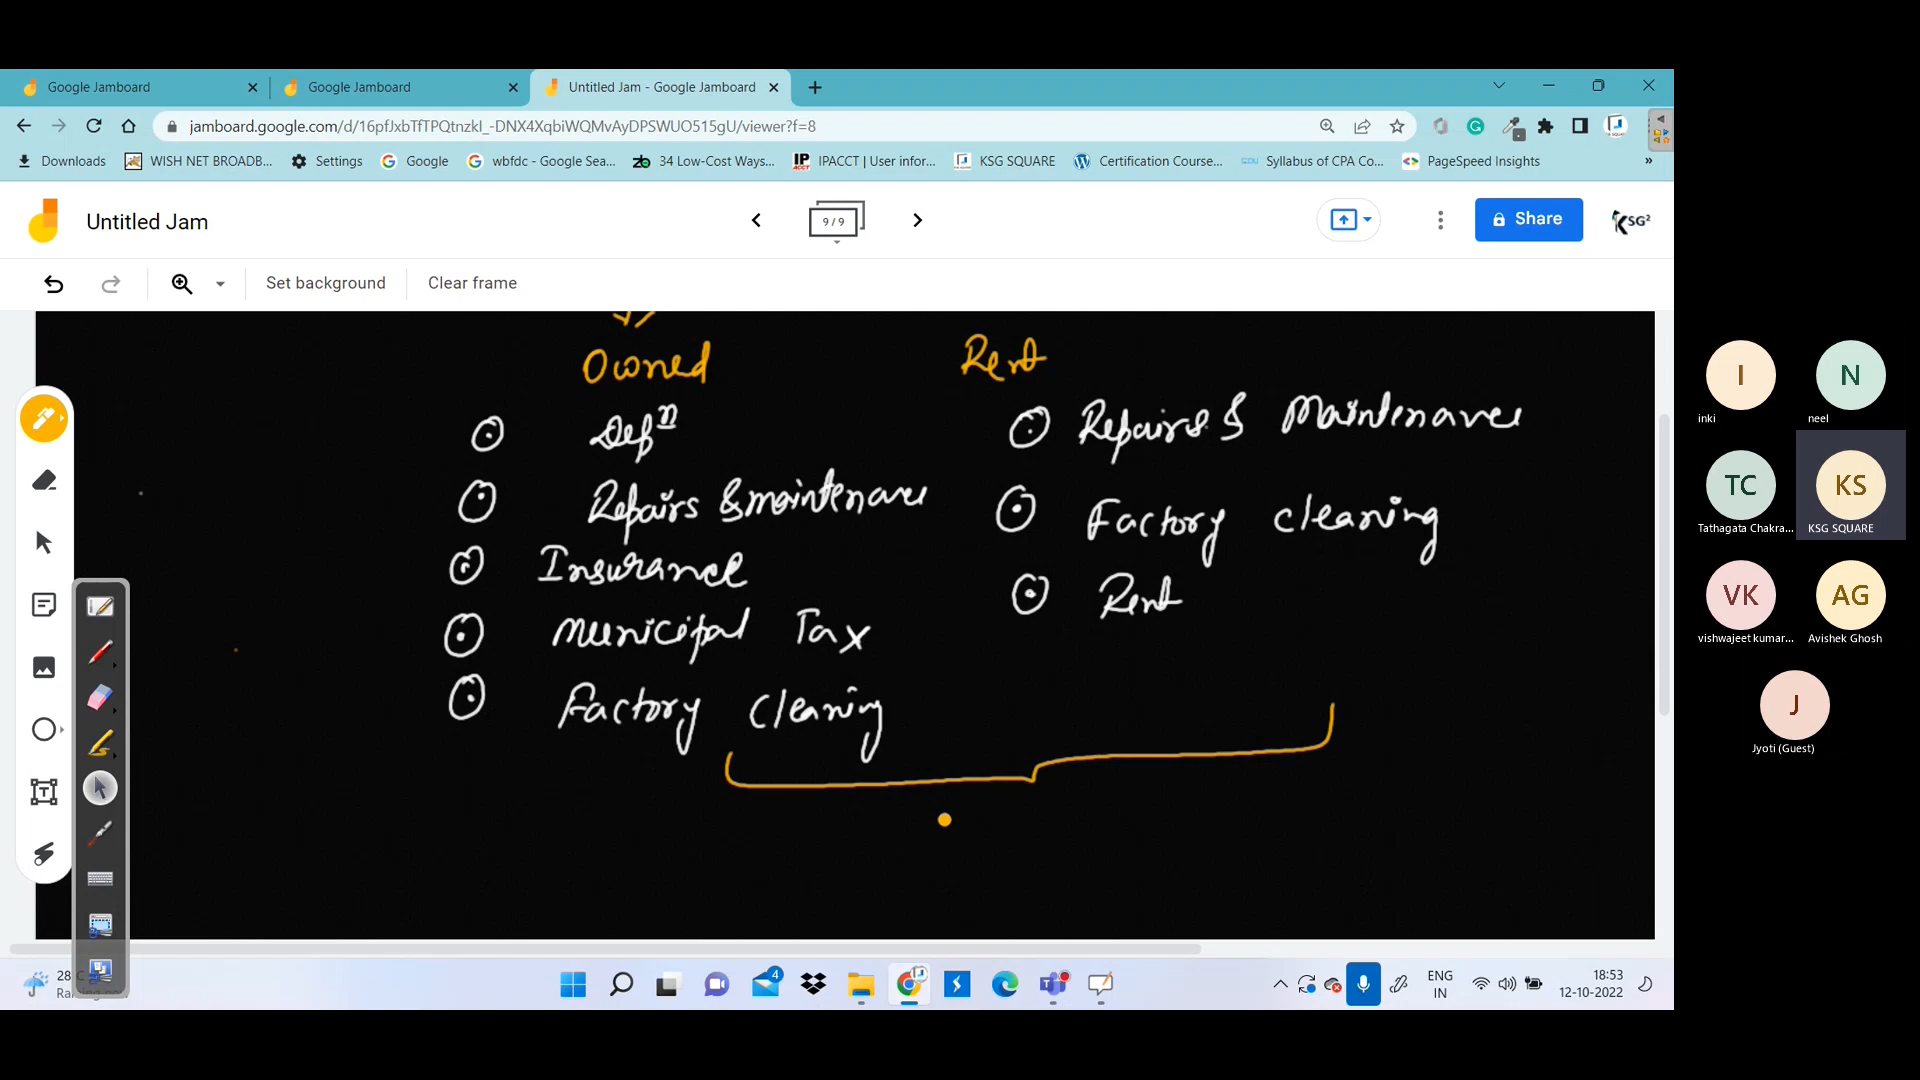 Google Jamboard
Google Jamboard
Untitled Jam - Google Jamboard
jamboard.google.com/d/16pfJxbTfTPQtnzkl_-DNX4XqbiWQMvAyDPSWUO515gU/viewer?f=8
Downloads WISH NET BROADB... Settings Google wbfdc - Google Sea... 34 Low-Cost Ways... IPACCT | User infor... KSG SQUARE Certification Course... Syllabus of CPA Co... PageSpeed Insights »
Untitled Jam
9 / 9
Share
KSG²
Set background Clear frame
Owned
Depⁿ
Repairs & maintenance
Insurance
Municipal Tax
Factory cleaning
Rent
Repairs & Maintenance
Factory cleaning
Rent
I
inki
N
neel
TC
Tathagata Chakra...
KS
KSG SQUARE
VK
vishwajeet kumar...
AG
Avishek Ghosh
J
Jyoti (Guest)
28
4
ENG
IN
18:53
12-10-2022